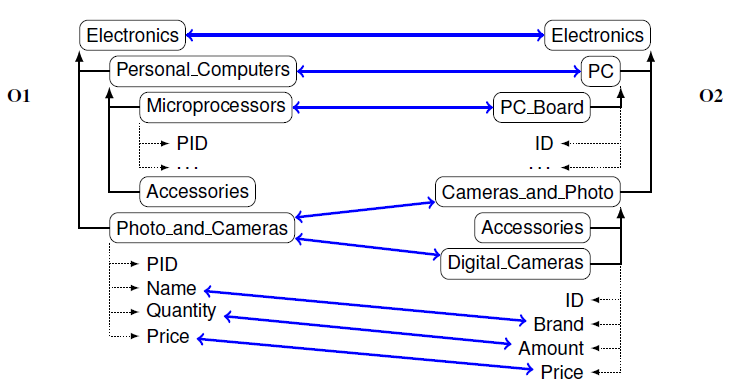 Electronics
Electronics
Personal_Computers
PC
O1
O2
Microprocessors
PC_Board
PID
ID
...
...
Accessories
Cameras_and_Photo
Photo_and_Cameras
Accessories
PID
Digital_Cameras
Name
ID
Quantity
Brand
Price
Amount
Price